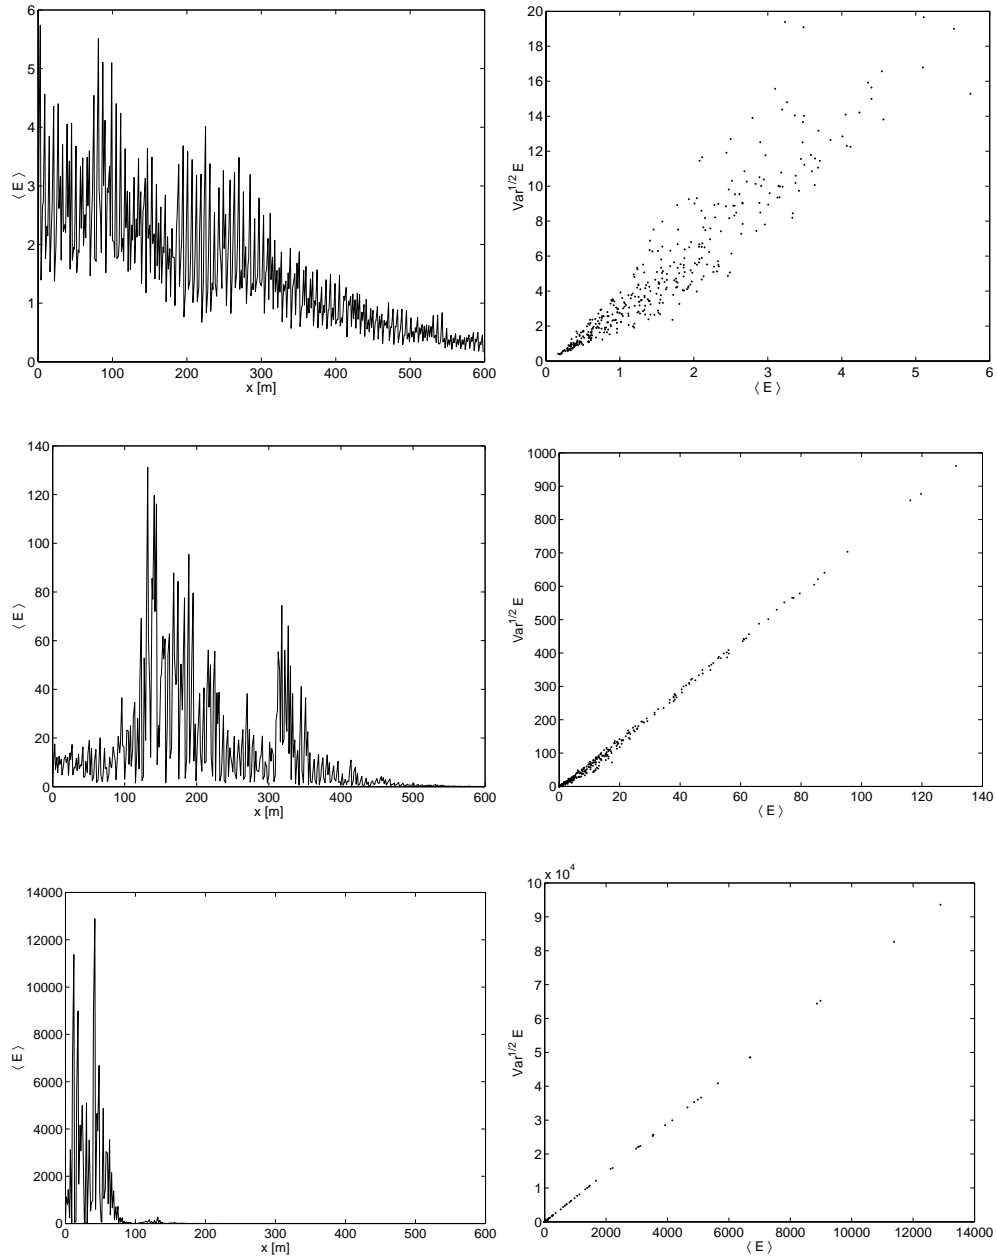 6
5
4
3
2
1
0
⟨ E ⟩
0 100 200 300 400 500 600
x [m]
20
18
16
14
12
10
8
6
4
2
0
Var^1/2 E
0 1 2 3 4 5 6
⟨ E ⟩
140
120
100
80
60
40
20
0
⟨ E ⟩
0 100 200 300 400 500 600
x [m]
1000
900
800
700
600
500
400
300
200
100
0
Var^1/2 E
0 20 40 60 80 100 120 140
⟨ E ⟩
14000
12000
10000
8000
6000
4000
2000
0
⟨ E ⟩
0 100 200 300 400 500 600
x [m]
x 10^4
10
9
8
7
6
5
4
3
2
1
0
Var^1/2 E
0 2000 4000 6000 8000 10000 12000 14000
⟨ E ⟩